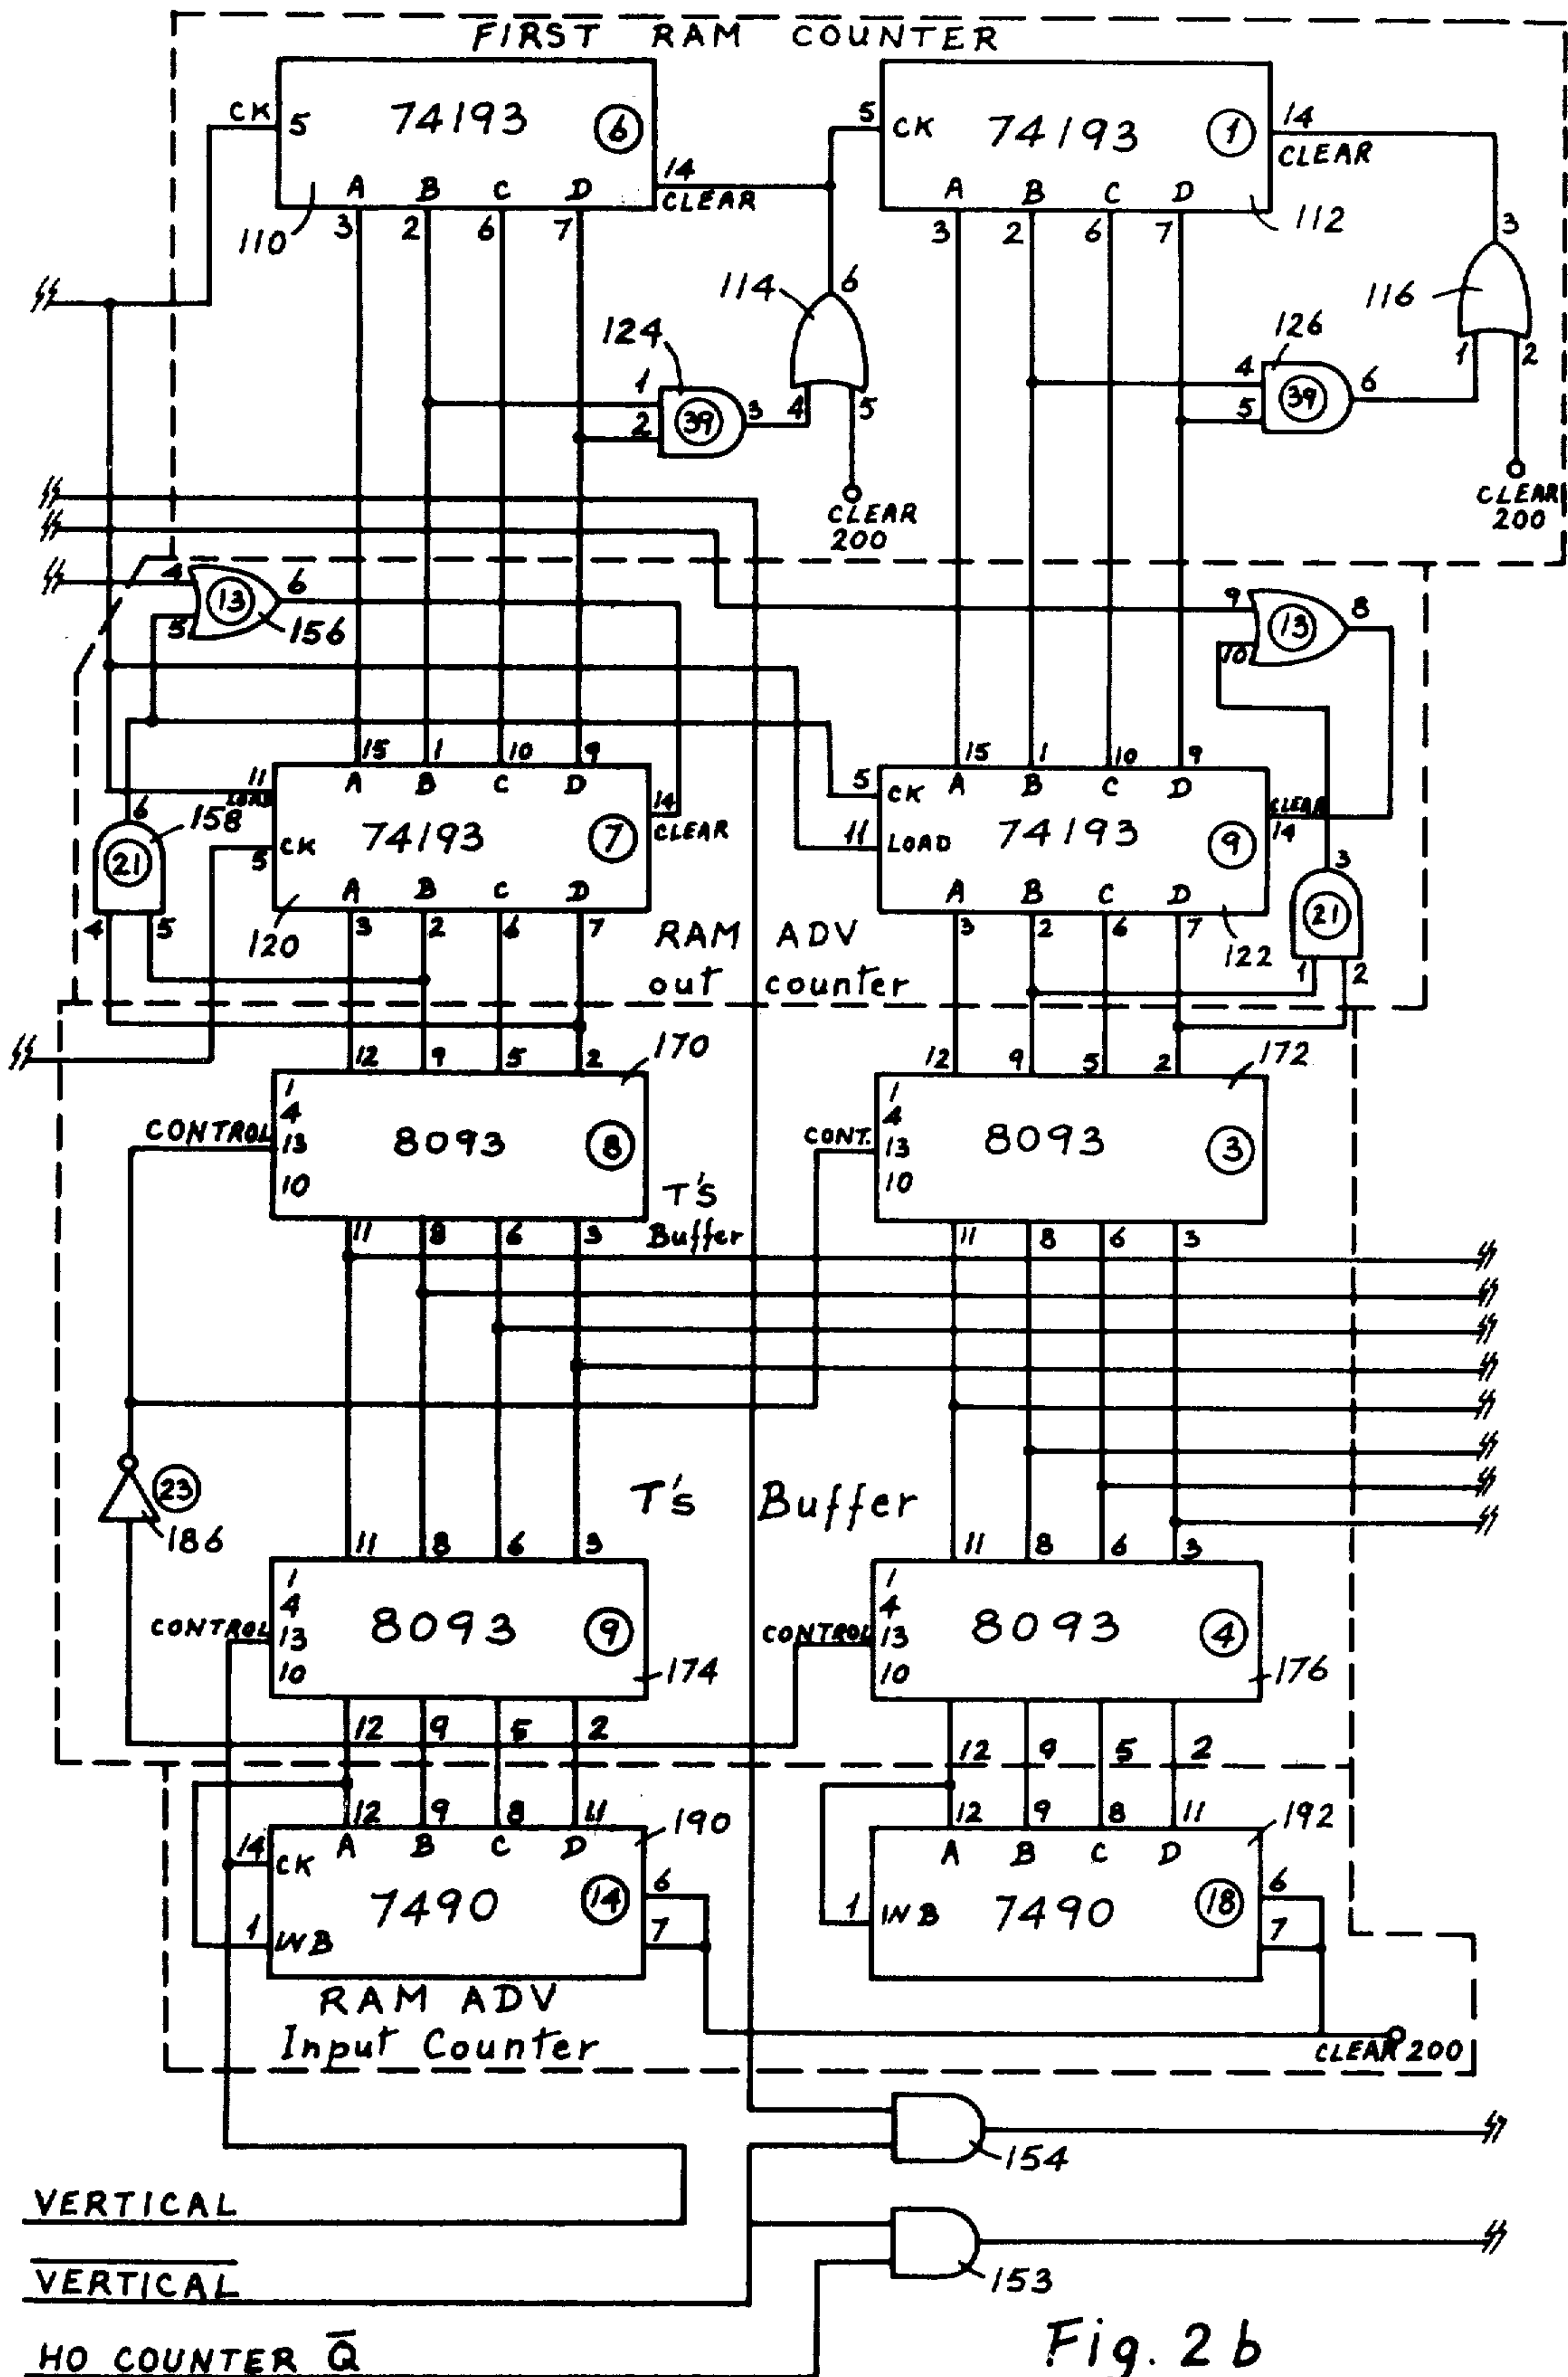 FIRST RAM COUNTER
CK 5 74193 6
14
CLEAR
A B C D
3 2 6 7
110
5 CK 74193 1
14
CLEAR
A B C D
3 2 6 7
112
114
6
4 5
CLEAR
200
124
1
2
39
3
126
4
5
39
6
116
3
1 2
CLEAR
200
4
5
13
6
156
9
10
13
8
15 1 10 9
A B C D
11
LOAD
5 CK
74193 7
14
CLEAR
A B C D
3 2 6 7
120
6
158
21
4 5
15 1 10 9
A B C D
5 CK
11 LOAD
74193 9
CLEAR
14
A B C D
3 2 6 7
122
3
21
1 2
RAM ADV
out counter
12 9 5 2
170
CONTROL
1
4
13
10
8093 8
11 8 6 3
T'S
Buffer
12 9 5 2
172
CONT.
1
4
13
10
8093 3
11 8 6 3
23
186
T's Buffer
11 8 6 3
CONTROL
1
4
13
10
8093 9
174
12 9 5 2
11 8 6 3
CONTROL
1
4
13
10
8093 4
176
12 9 5 2
12 9 8 11
190
A B C D
14 CK
1 INB
7490 14
6
7
12 9 8 11
192
A B C D
1 INB
7490 18
6
7
RAM ADV
Input Counter
CLEAR 200
154
VERTICAL
153
V̅E̅R̅T̅I̅C̅A̅L̅
HO COUNTER Q̅
Fig. 2b